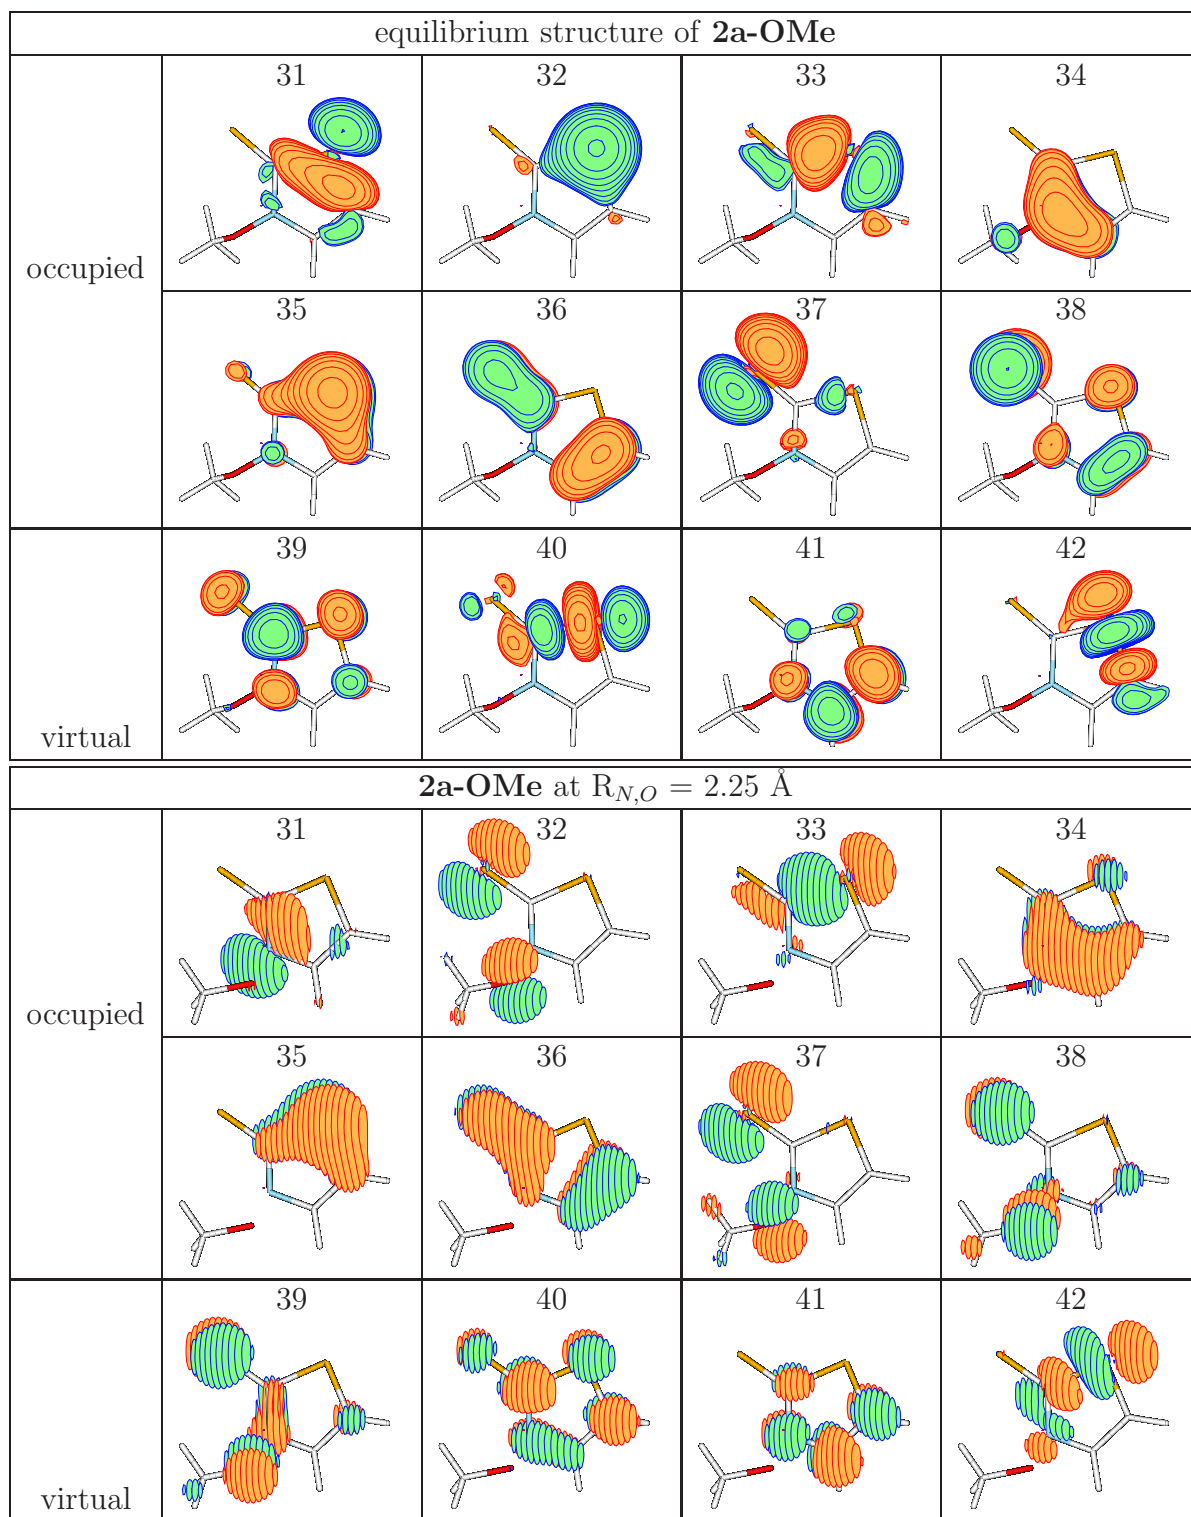 equilibrium structure of 2a-OMe
31 32 33 34
occupied
35 36 37 38
39 40 41 42
virtual
2a-OMe at R_{N,O} = 2.25 Å
31 32 33 34
occupied
35 36 37 38
39 40 41 42
virtual